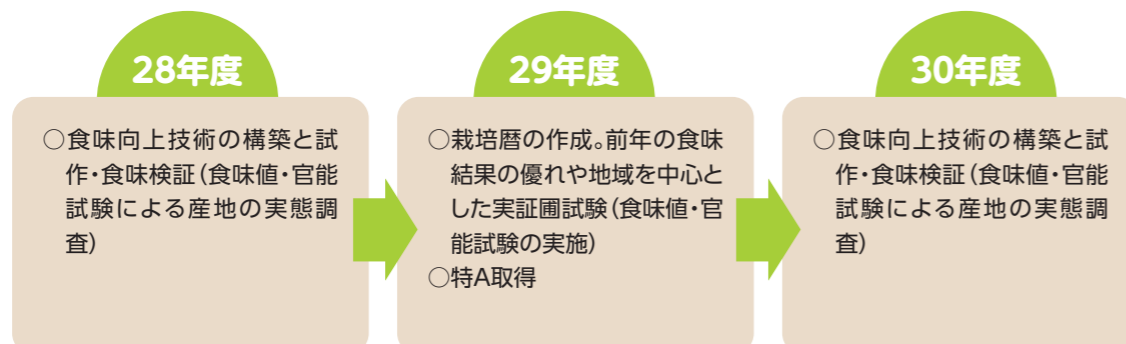 28年度
○食味向上技術の構築と試
作・食味検証(食味値・官能
試験による産地の実態調
査)
29年度
○栽培暦の作成。前年の食味
結果の優れや地域を中心と
した実証圃試験(食味値・官
能試験の実施)
○特A取得
30年度
○食味向上技術の構築と試
作・食味検証(食味値・官能
試験による産地の実態調
査)